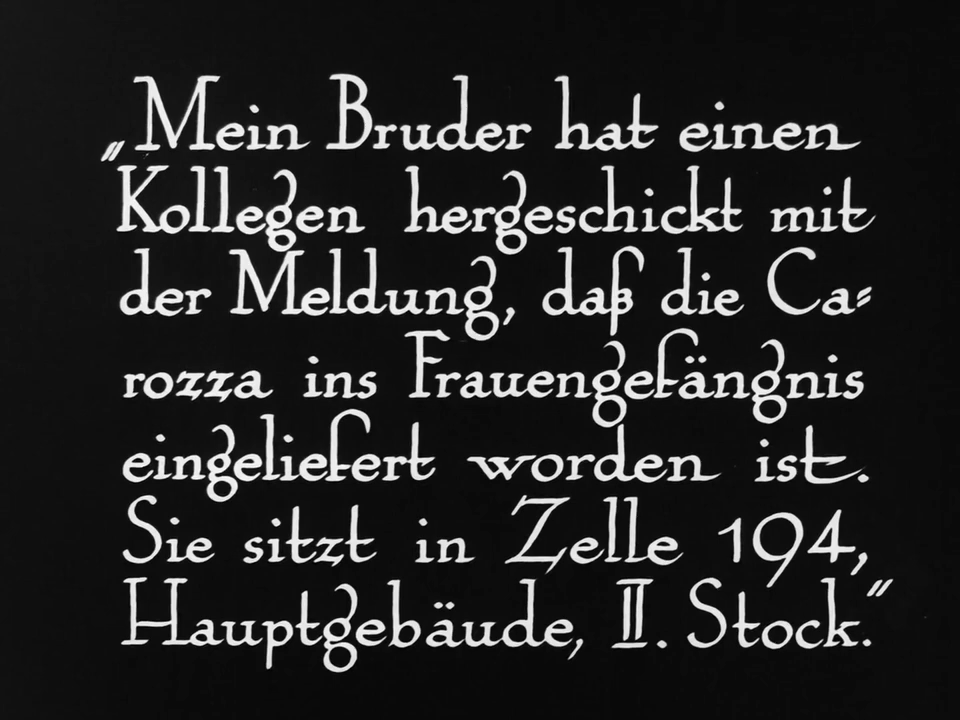 „Mein Bruder hat einen
Kollegen hergeschickt mit
der Meldung, daß die Ca-
rozza ins Frauengefängnis
eingeliefert worden ist.
Sie sitzt in Zelle 194,
Hauptgebäude, II. Stock.“